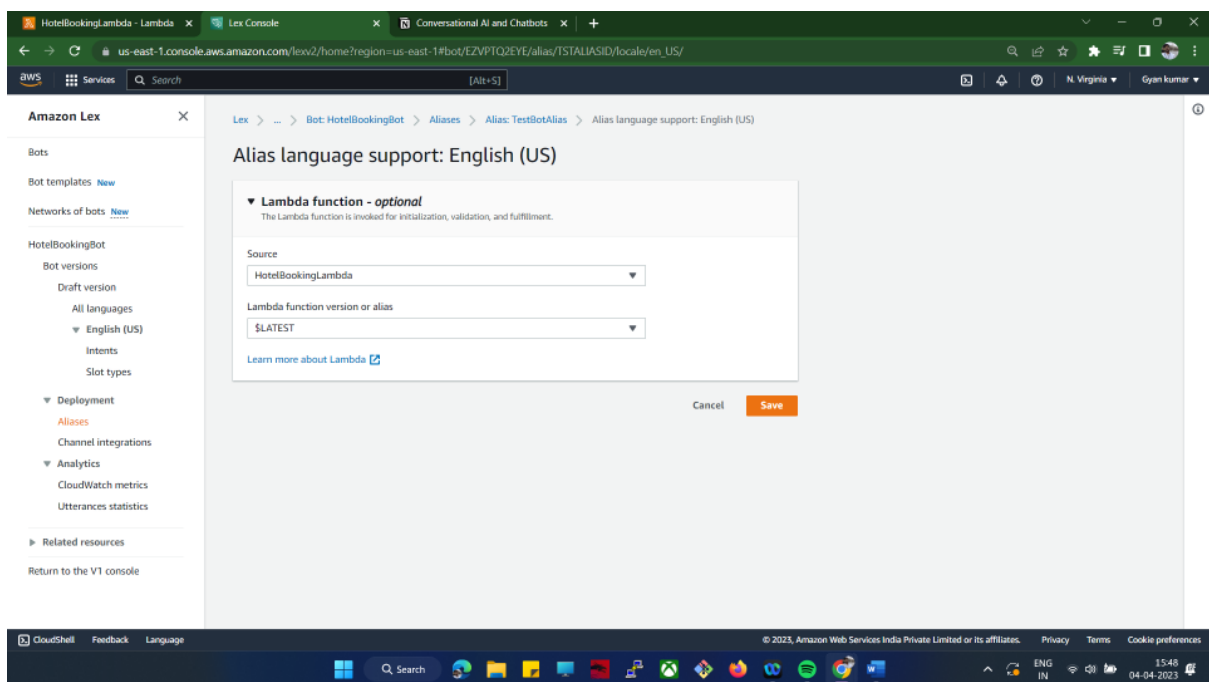 HotelBookingLambda - Lambda
Lex Console
Conversational AI and Chatbots
us-east-1.console.aws.amazon.com/lexv2/home?region=us-east-1#bot/EZVPTQ2EYE/alias/TSTALIASID/locale/en_US/
aws Services Search [Alt+S] N. Virginia Gyan kumar
Amazon Lex
Bots
Bot templates New
Networks of bots New
HotelBookingBot
Bot versions
Draft version
All languages
English (US)
Intents
Slot types
Deployment
Aliases
Channel integrations
Analytics
CloudWatch metrics
Utterances statistics
Related resources
Return to the V1 console
Lex > ... > Bot: HotelBookingBot > Aliases > Alias: TestBotAlias > Alias language support: English (US)
Alias language support: English (US)
Lambda function - optional
The Lambda function is invoked for initialization, validation, and fulfillment.
Source
HotelBookingLambda
Lambda function version or alias
$LATEST
Learn more about Lambda
Cancel Save
CloudShell Feedback Language © 2023, Amazon Web Services India Private Limited or its affiliates. Privacy Terms Cookie preferences
Search ENG 15:48
IN 04-04-2023